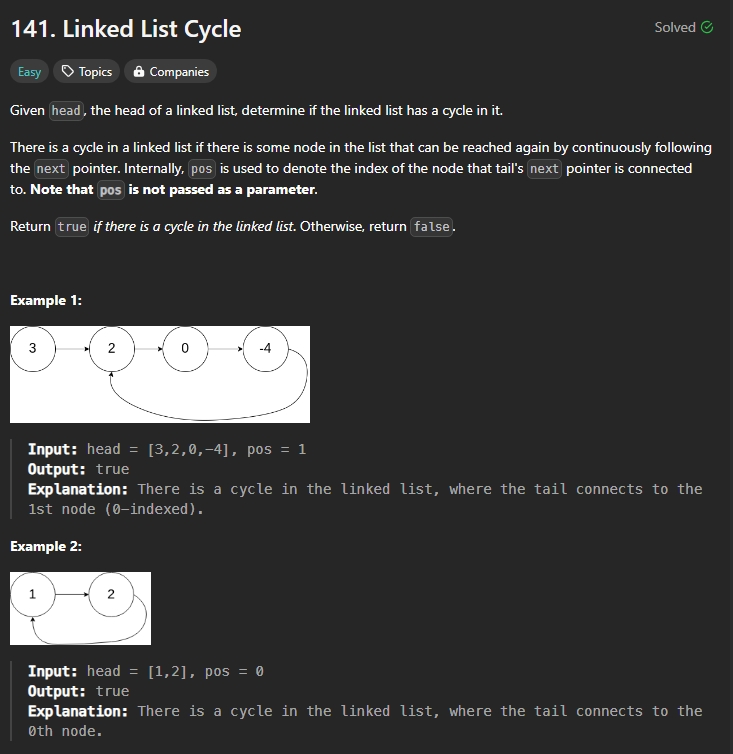 141. Linked List Cycle
Solved
Easy
Topics
Companies
Given head, the head of a linked list, determine if the linked list has a cycle in it.
There is a cycle in a linked list if there is some node in the list that can be reached again by continuously following
the next pointer. Internally, pos is used to denote the index of the node that tail's next pointer is connected
to. Note that pos is not passed as a parameter.
Return true if there is a cycle in the linked list. Otherwise, return false.
Example 1:
3 2 0 -4
Input: head = [3,2,0,-4], pos = 1
Output: true
Explanation: There is a cycle in the linked list, where the tail connects to the
1st node (0-indexed).
Example 2:
1 2
Input: head = [1,2], pos = 0
Output: true
Explanation: There is a cycle in the linked list, where the tail connects to the
0th node.